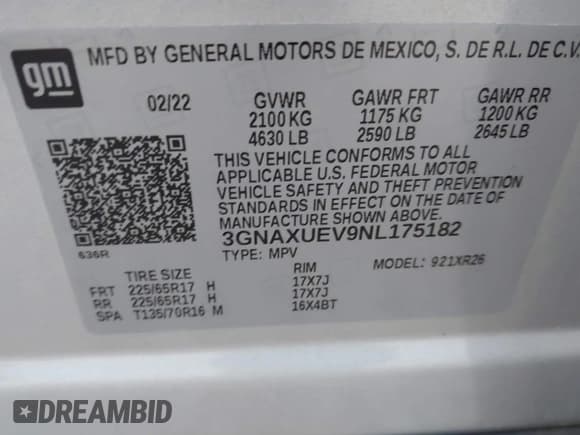 gm
MFD BY GENERAL MOTORS DE MEXICO, S. DE R.L. DE C.V.
02/22 GVWR GAWR FRT GAWR RR
2100 KG 1175 KG 1200 KG
4630 LB 2590 LB 2645 LB
THIS VEHICLE CONFORMS TO ALL
APPLICABLE U.S. FEDERAL MOTOR
VEHICLE SAFETY AND THEFT PREVENTION
STANDARDS IN EFFECT ON THE DATE OF
MANUFACTURE SHOWN ABOVE.
3GNAXUEV9NL175182
636R
TYPE: MPV MODEL: 921XR26
TIRE SIZE RIM
FRT 225/65R17 H 17X7J
RR 225/65R17 H 17X7J
SPA T135/70R16 M 16X4BT
DREAMBID